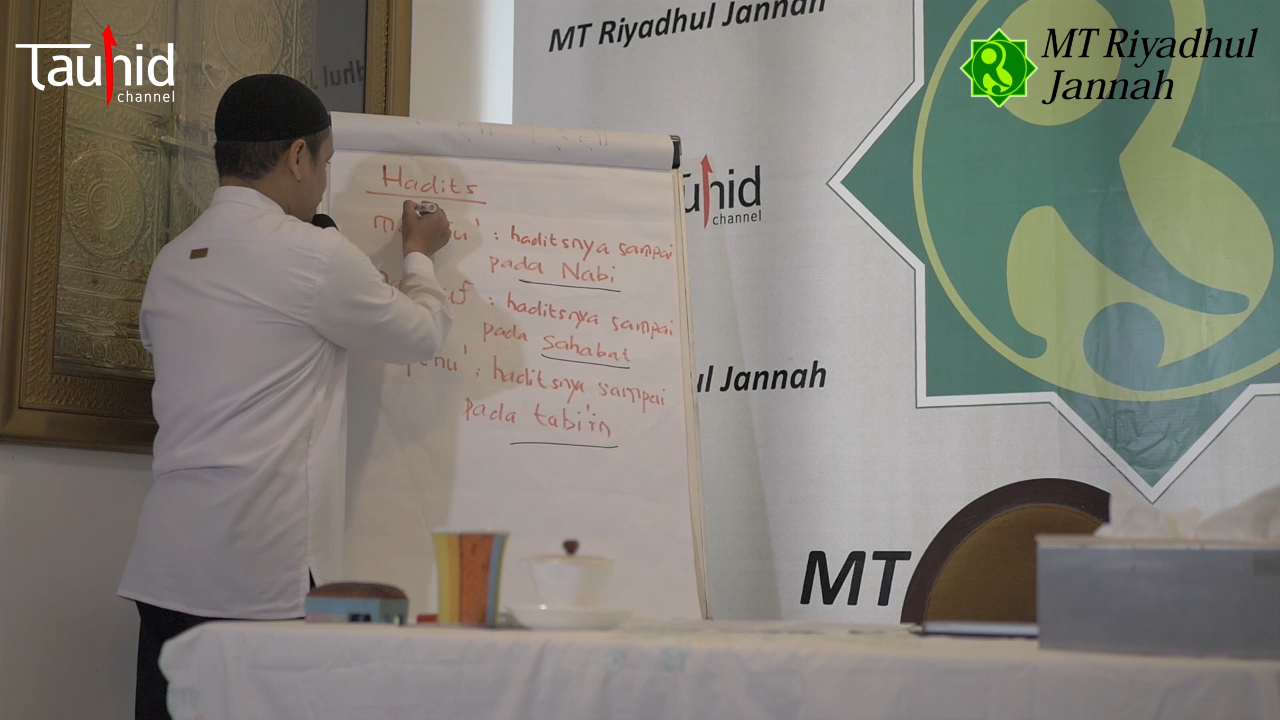 Tauhid
channel
MT Riyadhul Jannah
MT Riyadhul
Jannah
Hadits
: haditsnya sampai
pada Nabi
: haditsnya sampai
pada Sahabat
: haditsnya sampai
pada tabi'in
uhid
channel
ul Jannah
MT